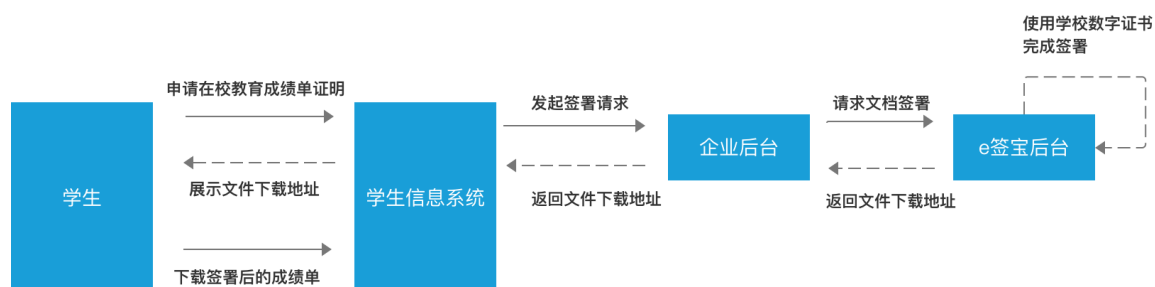 使用学校数字证书
完成签署
申请在校教育成绩单证明
发起签署请求
请求文档签署
企业后台
e签宝后台
展示文件下载地址
学生
学生信息系统
返回文件下载地址
返回文件下载地址
下载签署后的成绩单